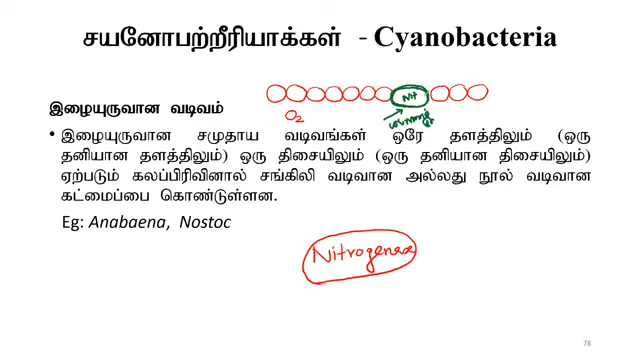 சயனோபற்றீரியாக்கள் - Cyanobacteria
இழையுருவான வடிவம்
O2
• இழையுருவான சமுதாய வடிவங்கள் ஒரே தளத்திலும் (ஒரு
தனியான தளத்திலும்) ஒரு திசையிலும் (ஒரு தனியான திசையிலும்)
ஏற்படும் கலப்பிரிவினால் சங்கிலி வடிவான அல்லது நூல் வடிவான
கட்மைப்பை கொண்டுள்ளன.
Eg: Anabaena, Nostoc
Nitrogenase
78